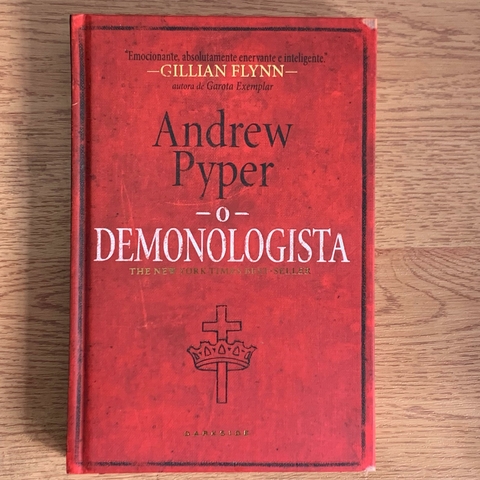 "Emocionante, absolutamente enervante e inteligente."
—GILLIAN FLYNN—
autora de Garota Exemplar
Andrew
Pyper
—O—
DEMONOLOGISTA
THE NEW YORK TIMES BEST-SELLER
DARKSIDE